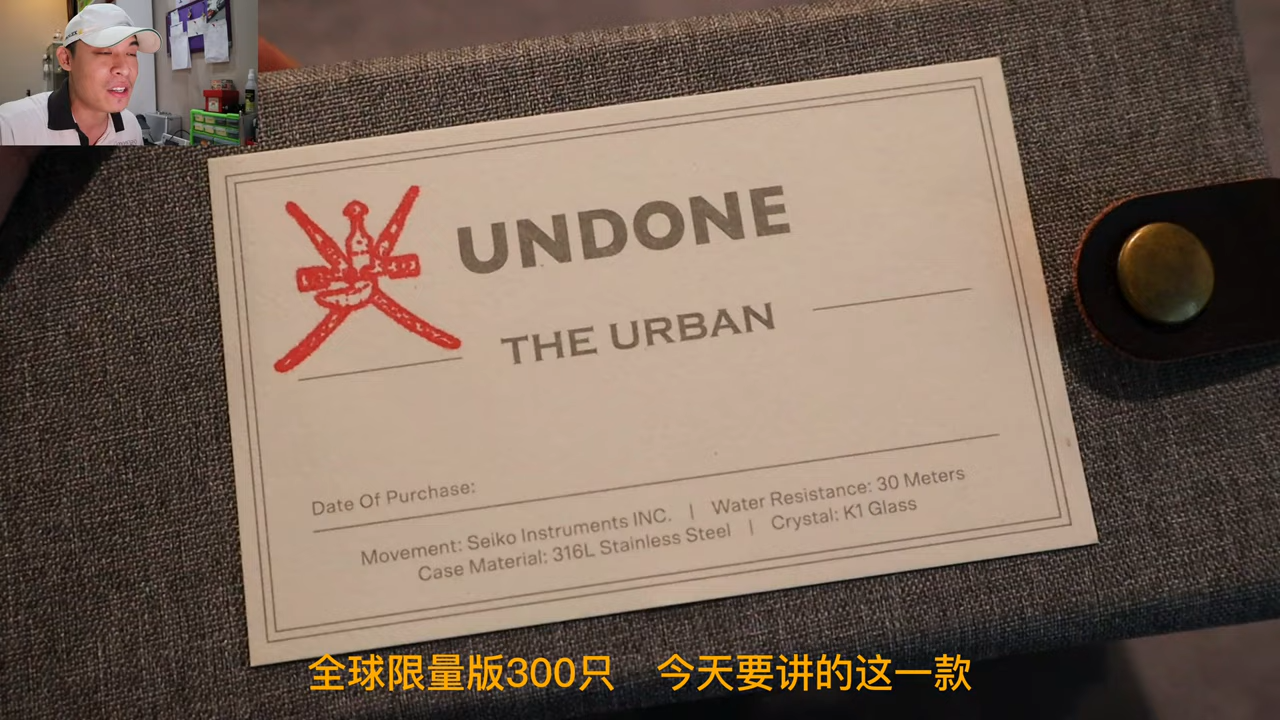 UNDONE
THE URBAN
Date Of Purchase:
Movement: Seiko Instruments INC. | Water Resistance: 30 Meters
Case Material: 316L Stainless Steel | Crystal: K1 Glass
全球限量版300只 今天要讲的这一款